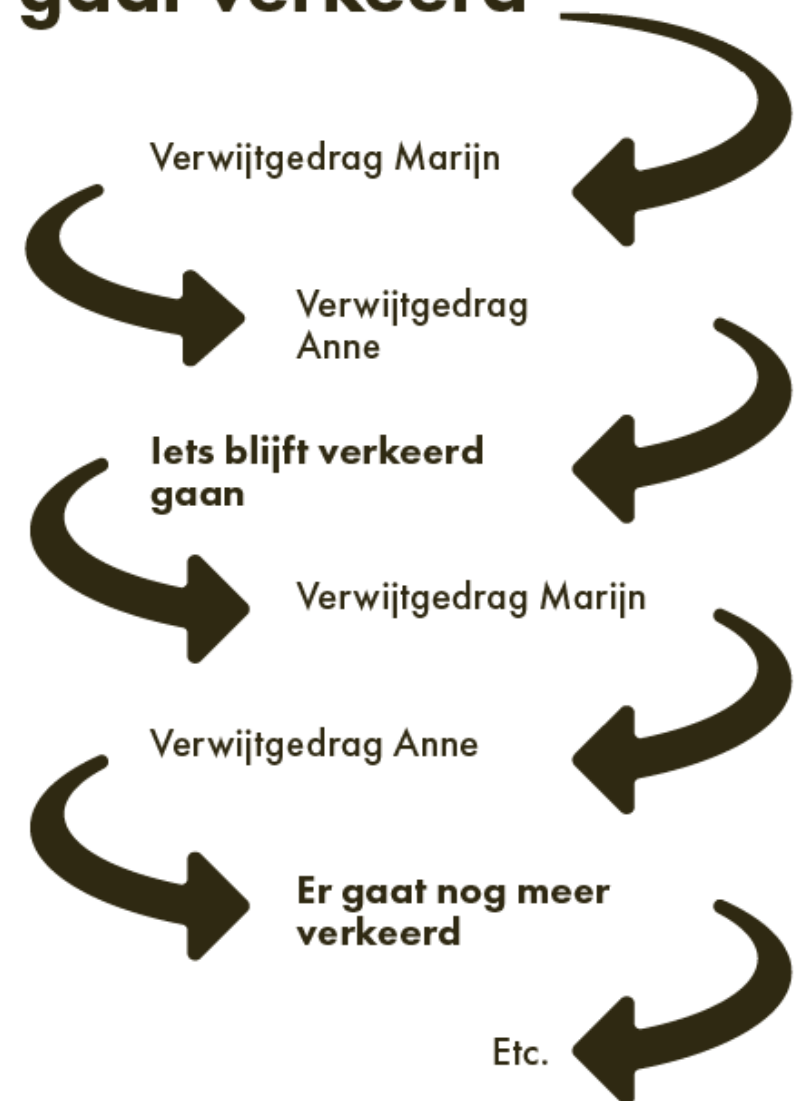 gaat verkeerd
Verwijtgedrag Marijn
Verwijtgedrag
Anne
Iets blijft verkeerd
gaan
Verwijtgedrag Marijn
Verwijtgedrag Anne
Er gaat nog meer
verkeerd
Etc.